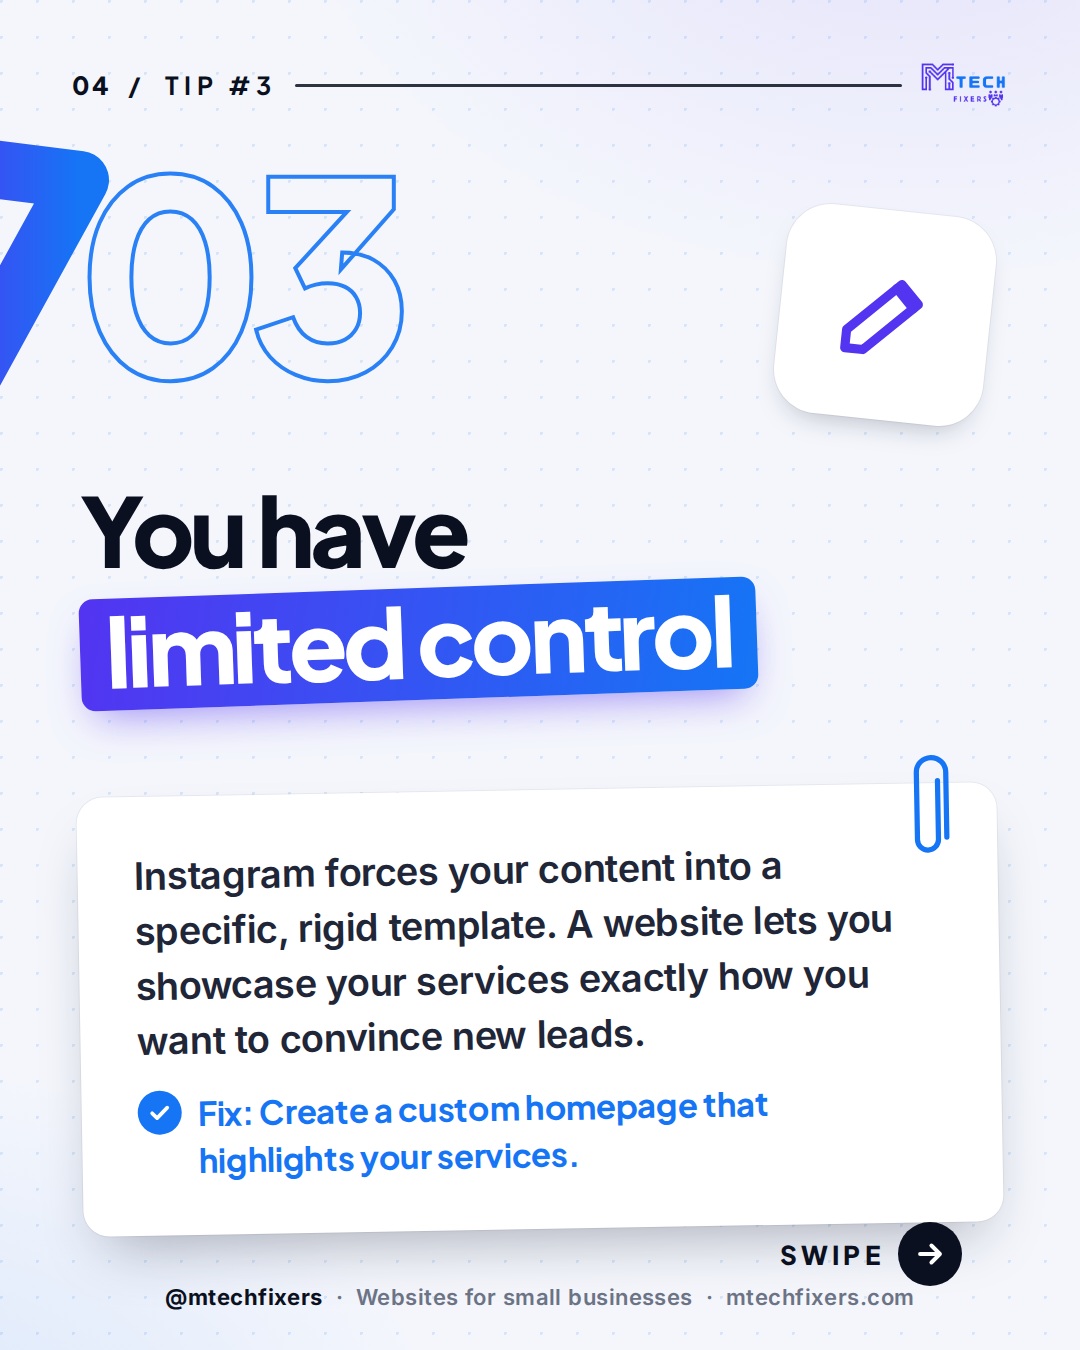 04 / TIP #3
MTECH
FIXERS
7
03
You have
limited control
Instagram forces your content into a
specific, rigid template. A website lets you
showcase your services exactly how you
want to convince new leads.
Fix: Create a custom homepage that
highlights your services.
SWIPE
@mtechfixers · Websites for small businesses · mtechfixers.com